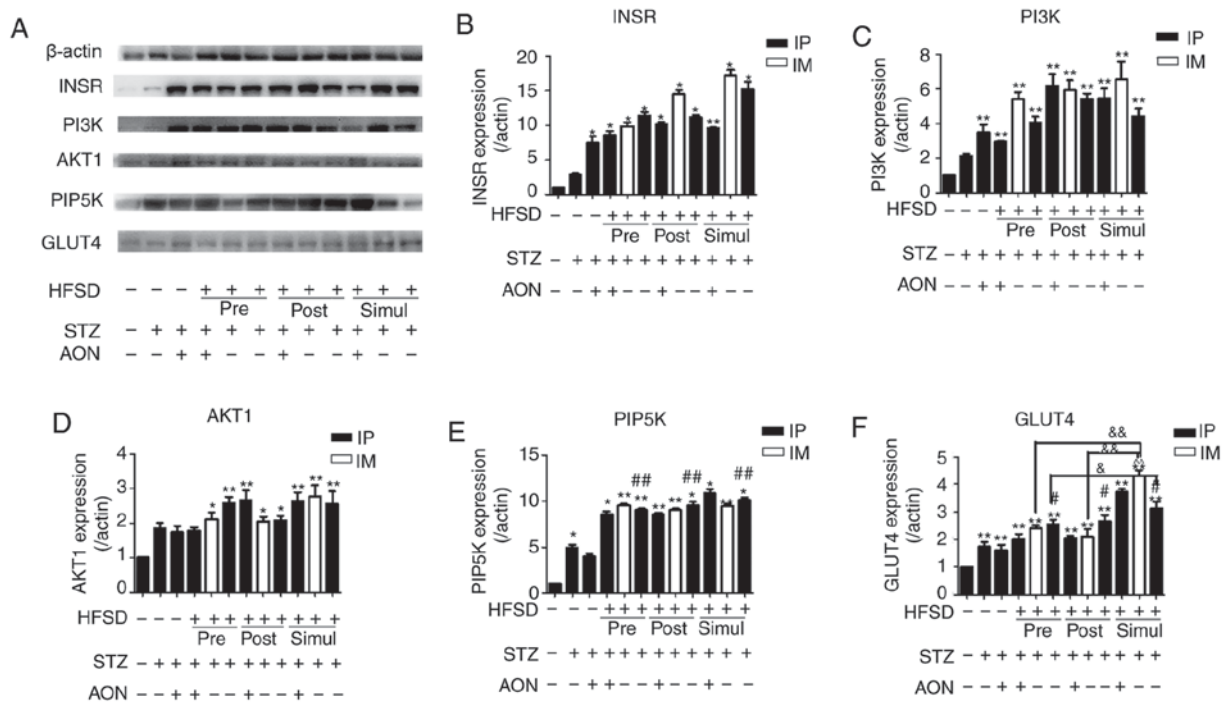 A
β-actin
INSR
PI3K
AKT1
PIP5K
GLUT4
HFSD − − − + + + + + + + + +
Pre Post Simul
STZ − + + + + + + + + + + +
AON − − + + − − + − − + − −
B
INSR
IP
IM
INSR expression
(/actin)
20
15
10
5
0
* * * * * * * ** * *
HFSD − − − + + + + + + + + +
Pre Post Simul
STZ − + + + + + + + + + + +
AON − − + + − − + − − + − −
C
PI3K
IP
IM
PI3K expression
(/actin)
8
6
4
2
0
** ** ** ** ** ** ** ** ** **
HFSD − − − + + + + + + + + +
Pre Post Simul
STZ − + + + + + + + + + + +
AON − − + + − − + − − + − −
D
AKT1
IP
IM
AKT1 expression
(/actin)
4
3
2
1
0
* ** ** * * ** ** **
HFSD − − − + + + + + + + + +
Pre Post Simul
STZ − + + + + + + + + + + +
AON − − + + − − + − − + − −
E
PIP5K
IP
IM
PIP5K expression
(/actin)
15
10
5
0
## ## ##
* * ** ** ** ** * * ** *
HFSD − − − + + + + + + + + +
Pre Post Simul
STZ − + + + + + + + + + + +
AON − − + + − − + − − + − −
F
GLUT4
IP
IM
GLUT4 expression
(/actin)
5
4
3
2
1
0
&&
&&
&
# # #
** ** ** ** ** ** ** ** ** **
HFSD − − − + + + + + + + + +
Pre Post Simul
STZ − + + + + + + + + + + +
AON − − + + − − + − − + − −